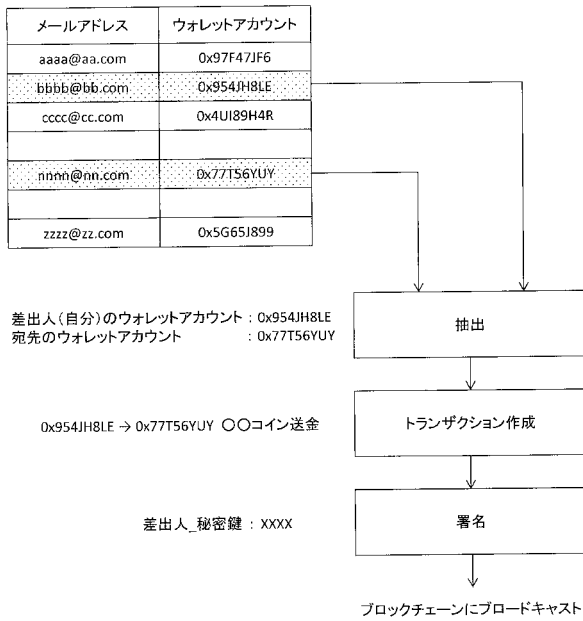 メールアドレス ウォレットアカウント
aaaa@aa.com 0x97F47JF6
bbbb@bb.com 0x954JH8LE
cccc@cc.com 0x4UI89H4R
nnnn@nn.com 0x77T56YUY
zzzz@zz.com 0x5G65J899
差出人(自分)のウォレットアカウント：0x954JH8LE
宛先のウォレットアカウント ：0x77T56YUY
抽出
0x954JH8LE → 0x77T56YUY 〇〇コイン送金
トランザクション作成
差出人_秘密鍵：XXXX
署名
ブロックチェーンにブロードキャスト